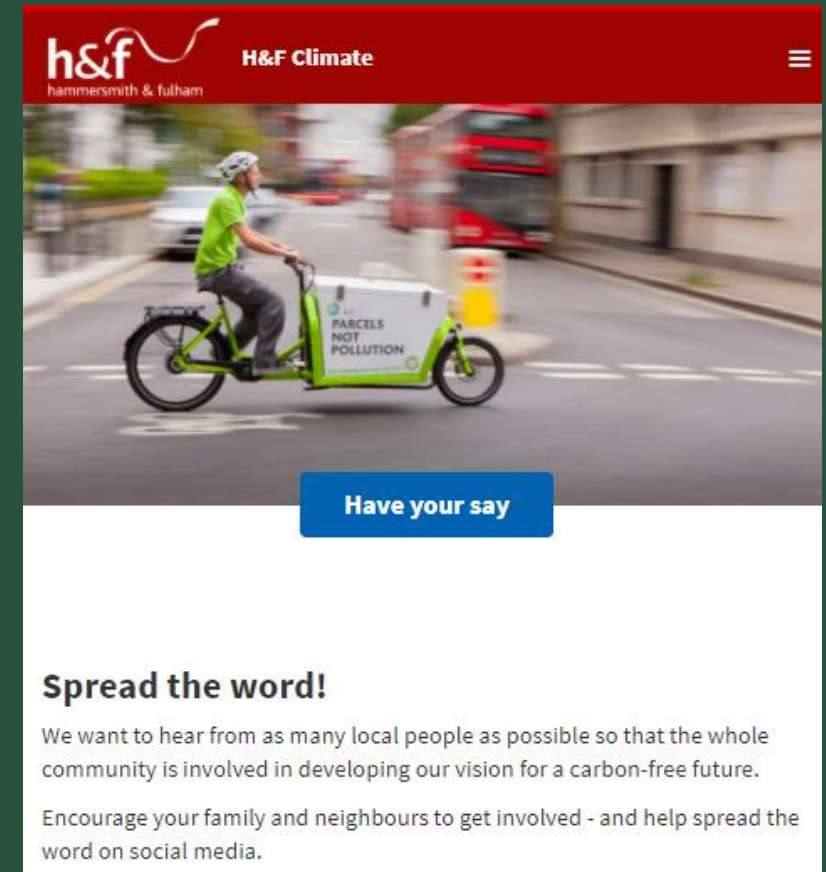 h&f
hammersmith & fulham
H&F Climate
PARCELS
NOT
POLLUTION
Have your say
Spread the word!
We want to hear from as many local people as possible so that the whole
community is involved in developing our vision for a carbon-free future.
Encourage your family and neighbours to get involved - and help spread the
word on social media.